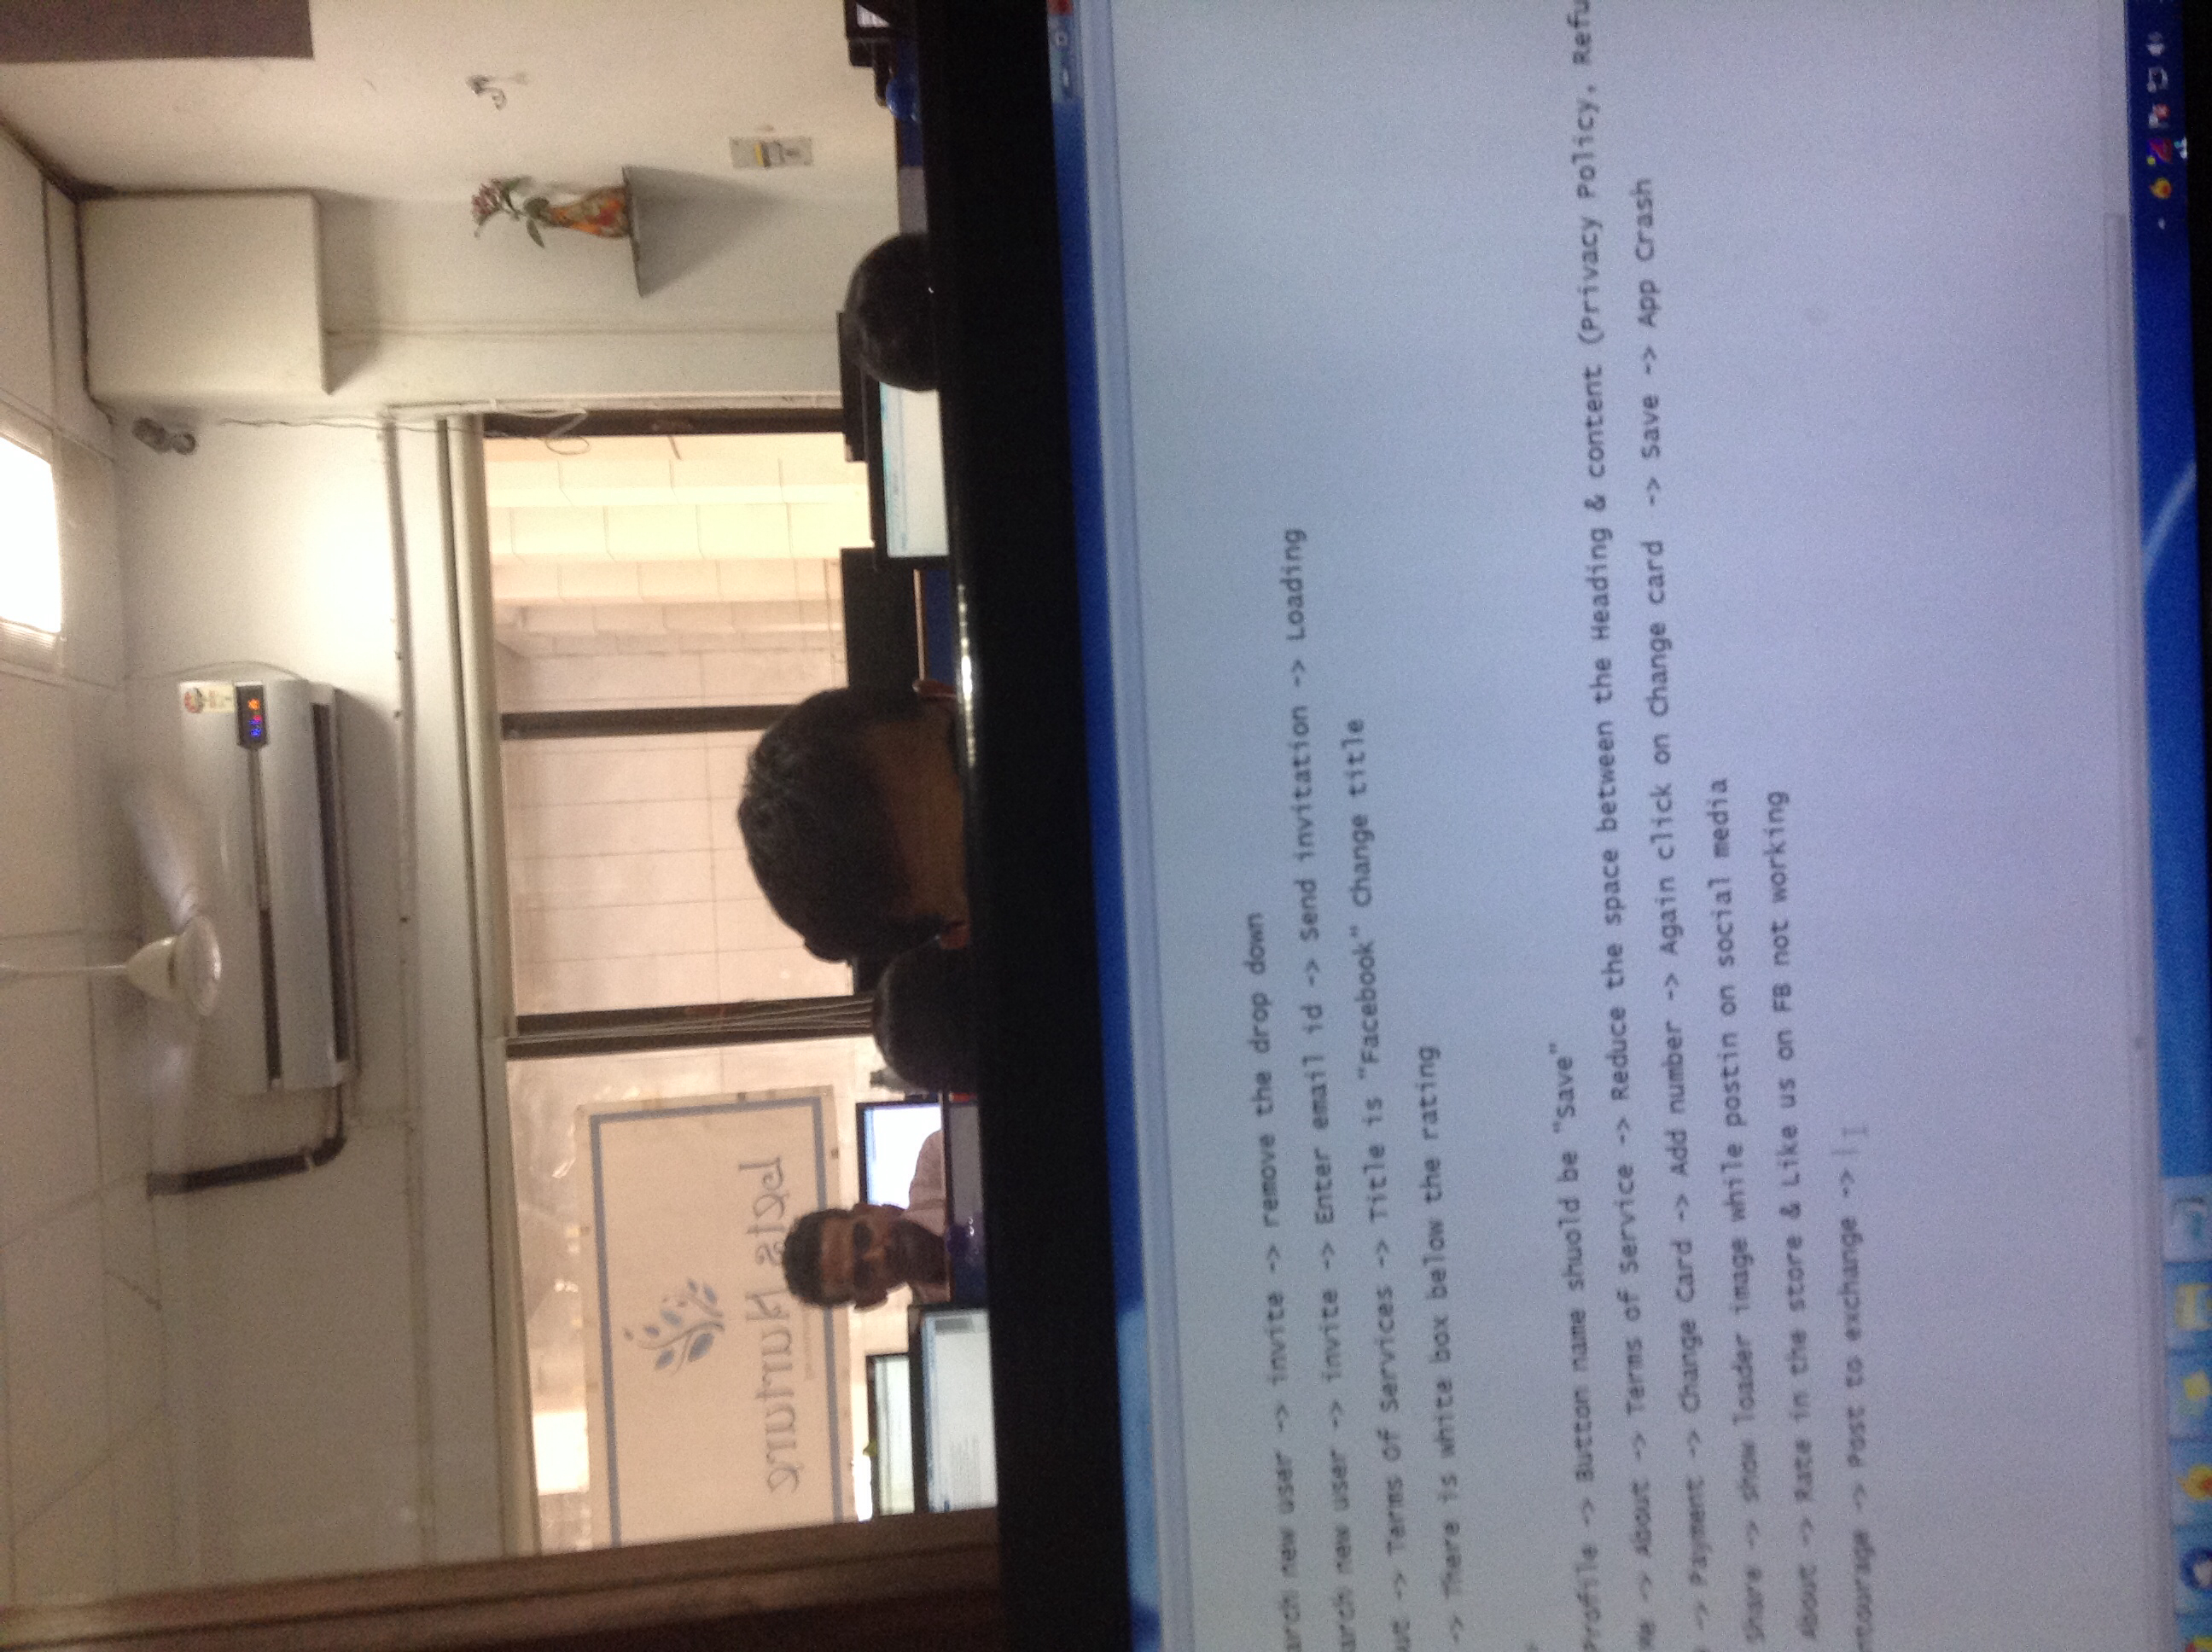 Lets Nurture
arch new user -> invite -> remove the drop down
arch new user -> invite -> Enter email id -> Send invitation -> Loading
ut -> Terms Of Services -> Title is "Facebook" Change title
-> There is white box below the rating
Profile -> Button name shuold be "Save"
Me -> About -> Terms of Service -> Reduce the space between the Heading & content (Privacy Policy, Refu
-> Payment -> Change Card -> Add number -> Again click on Change card -> Save -> App Crash
Share -> show loader image while postin on social media
About -> Rate in the store & Like us on FB not working
ntourage -> Post to exchange ->